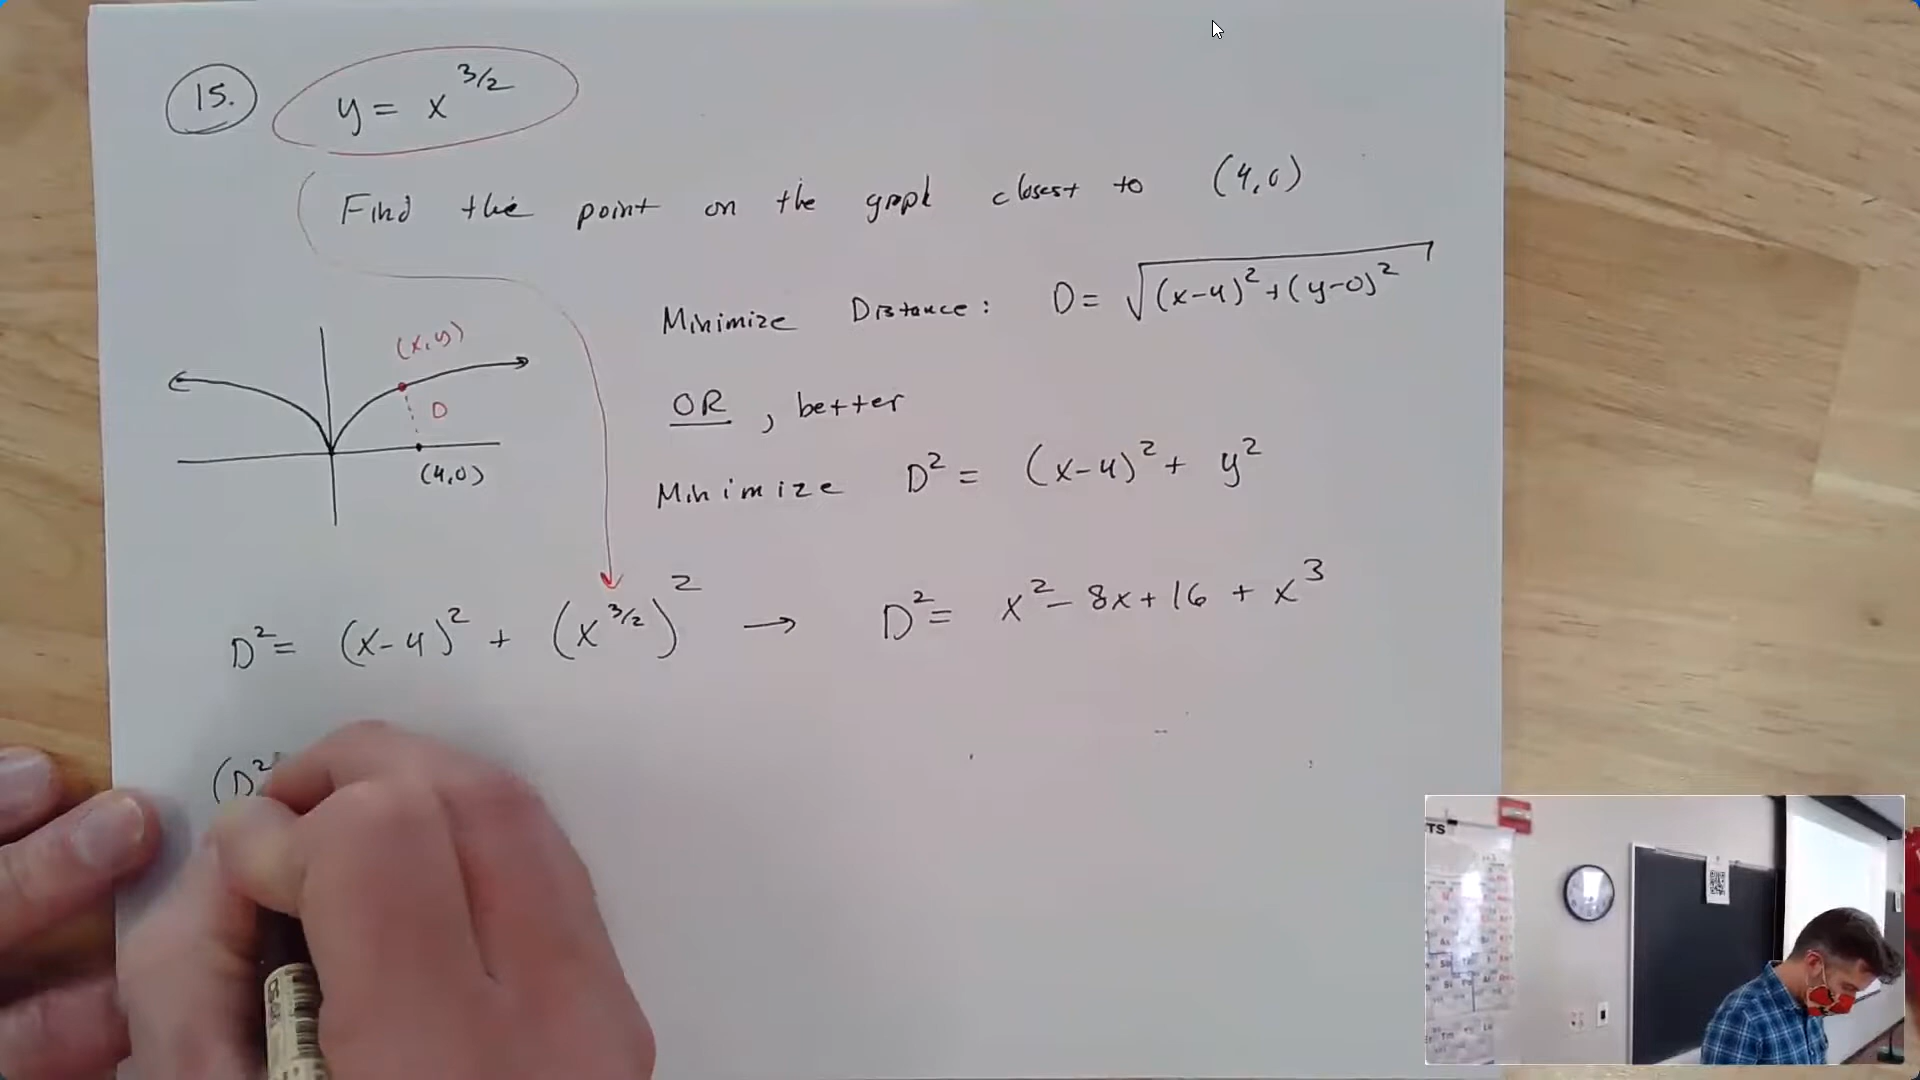 15. y = x^{3/2}
Find the point on the graph closest to (4,0)
Minimize Distance: D = √((x-4)^2 + (y-0)^2)
(x,y)
D
(4,0)
OR, better
Minimize D^2 = (x-4)^2 + y^2
D^2 = (x-4)^2 + (x^{3/2})^2 → D^2 = x^2 - 8x + 16 + x^3
(D^2
TS